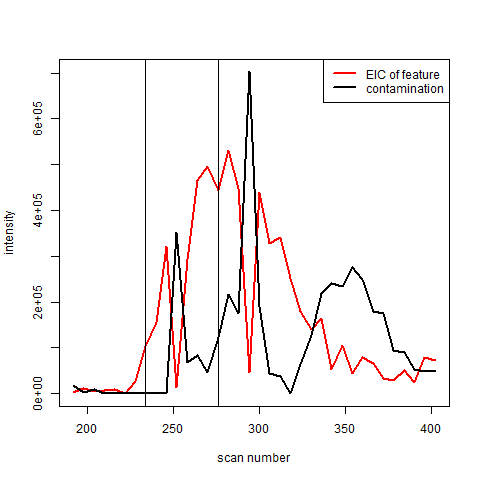 EIC of feature
contamination
intensity
0e+00
2e+05
4e+05
6e+05
200
250
300
350
400
scan number